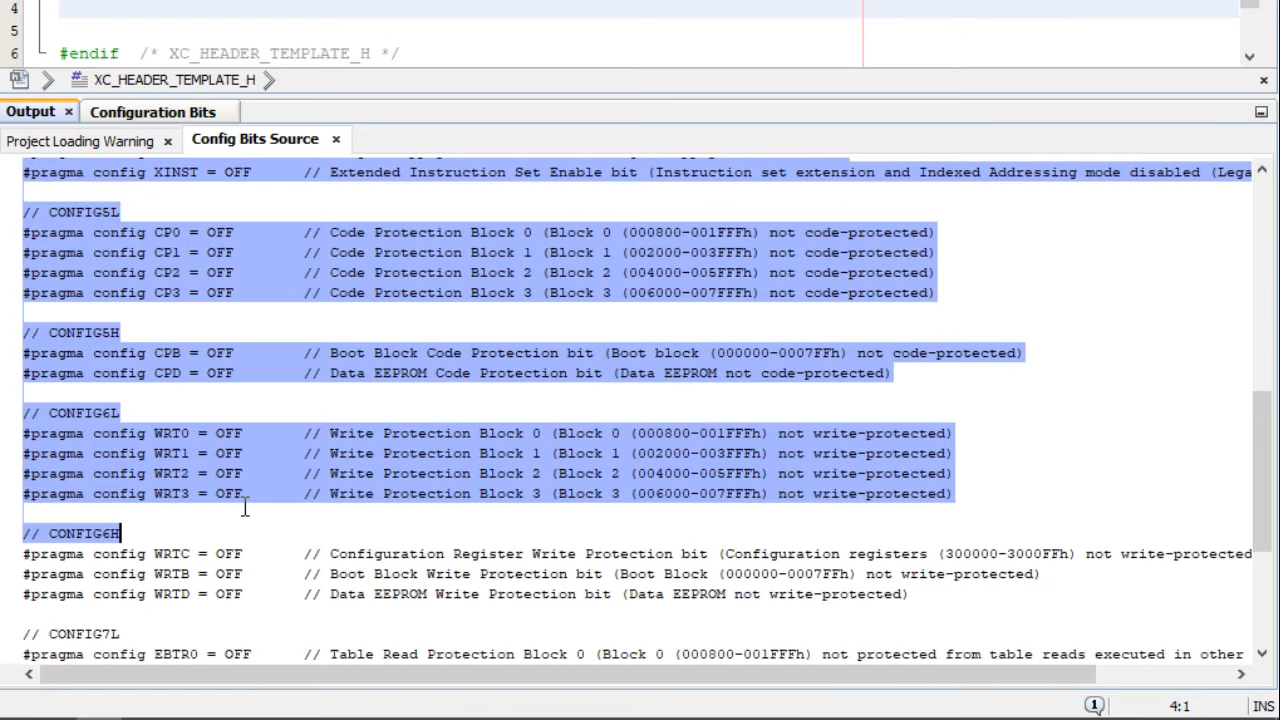 4
5
6 #endif /* XC_HEADER_TEMPLATE_H */
XC_HEADER_TEMPLATE_H
Output × Configuration Bits
Project Loading Warning × Config Bits Source ×
#pragma config XINST = OFF // Extended Instruction Set Enable bit (Instruction set extension and Indexed Addressing mode disabled (Lega
// CONFIG5L
#pragma config CP0 = OFF // Code Protection Block 0 (Block 0 (000800-001FFFh) not code-protected)
#pragma config CP1 = OFF // Code Protection Block 1 (Block 1 (002000-003FFFh) not code-protected)
#pragma config CP2 = OFF // Code Protection Block 2 (Block 2 (004000-005FFFh) not code-protected)
#pragma config CP3 = OFF // Code Protection Block 3 (Block 3 (006000-007FFFh) not code-protected)
// CONFIG5H
#pragma config CPB = OFF // Boot Block Code Protection bit (Boot block (000000-0007FFh) not code-protected)
#pragma config CPD = OFF // Data EEPROM Code Protection bit (Data EEPROM not code-protected)
// CONFIG6L
#pragma config WRT0 = OFF // Write Protection Block 0 (Block 0 (000800-001FFFh) not write-protected)
#pragma config WRT1 = OFF // Write Protection Block 1 (Block 1 (002000-003FFFh) not write-protected)
#pragma config WRT2 = OFF // Write Protection Block 2 (Block 2 (004000-005FFFh) not write-protected)
#pragma config WRT3 = OFF // Write Protection Block 3 (Block 3 (006000-007FFFh) not write-protected)
// CONFIG6H
#pragma config WRTC = OFF // Configuration Register Write Protection bit (Configuration registers (300000-3000FFh) not write-protected
#pragma config WRTB = OFF // Boot Block Write Protection bit (Boot Block (000000-0007FFh) not write-protected)
#pragma config WRTD = OFF // Data EEPROM Write Protection bit (Data EEPROM not write-protected)
// CONFIG7L
#pragma config EBTR0 = OFF // Table Read Protection Block 0 (Block 0 (000800-001FFFh) not protected from table reads executed in other
1 4:1 INS